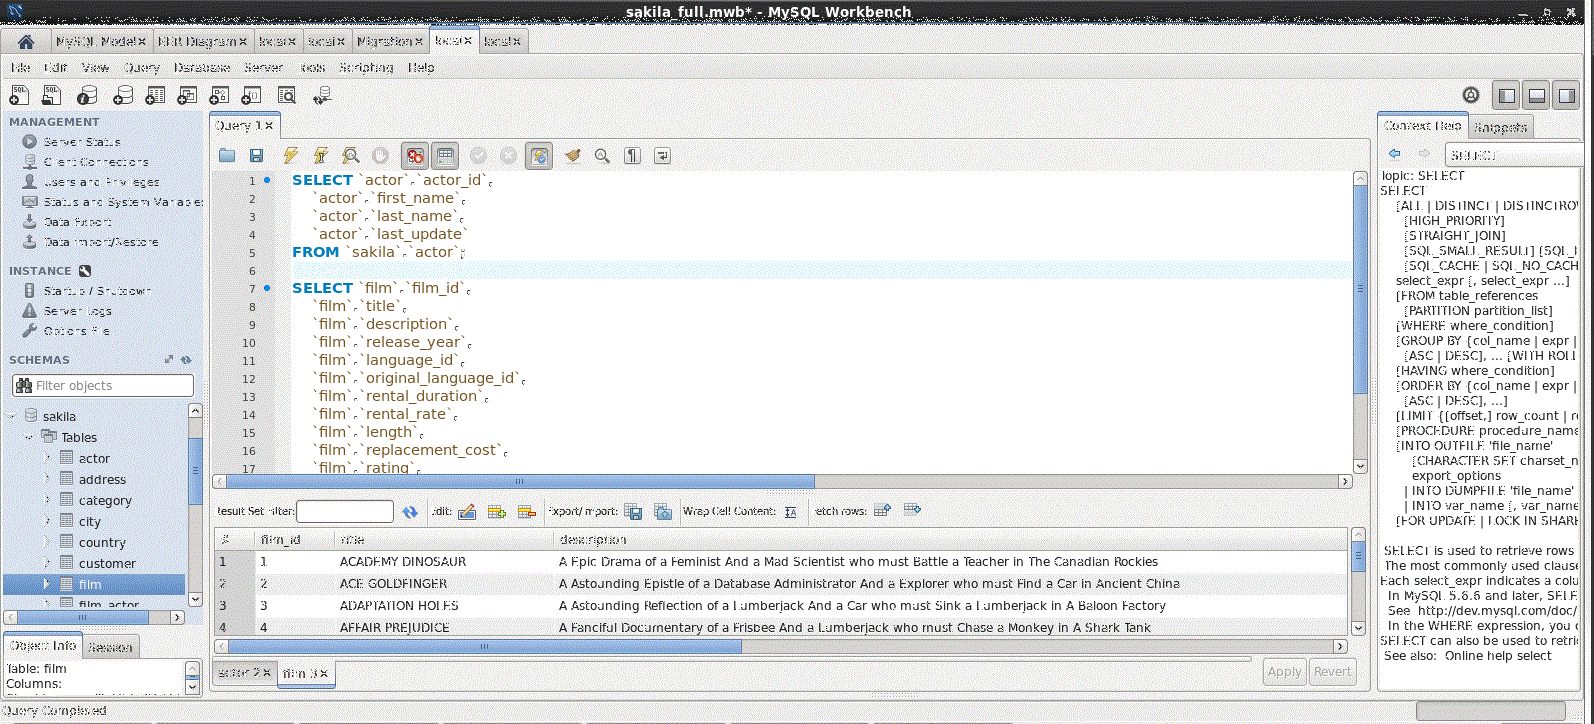 sakila_full.mwb* - MySQL Workbench
MySQL Model EER Diagram local local Migration local local
File Edit View Query Database Server Tools Scripting Help
MANAGEMENT
Server Status
Client Connections
Users and Privileges
Status and System Variable
Data Export
Data Import/Restore
INSTANCE
Startup / Shutdown
Server Logs
Options File
SCHEMAS
Filter objects
sakila
Tables
actor
address
category
city
country
customer
film
film_actor
Object Info Session
Table: film
Columns:
Query 1
1 SELECT `actor`.`actor_id`,
2 `actor`.`first_name`,
3 `actor`.`last_name`,
4 `actor`.`last_update`
5 FROM `sakila`.`actor`;
6
7 SELECT `film`.`film_id`,
8 `film`.`title`,
9 `film`.`description`,
10 `film`.`release_year`,
11 `film`.`language_id`,
12 `film`.`original_language_id`,
13 `film`.`rental_duration`,
14 `film`.`rental_rate`,
15 `film`.`length`,
16 `film`.`replacement_cost`,
17 `film`.`rating`,
Result Set Filter: Edit: Export/Import: Wrap Cell Content: Fetch rows:
# film_id title description
1 1 ACADEMY DINOSAUR A Epic Drama of a Feminist And a Mad Scientist who must Battle a Teacher in The Canadian Rockies
2 2 ACE GOLDFINGER A Astounding Epistle of a Database Administrator And a Explorer who must Find a Car in Ancient China
3 3 ADAPTATION HOLES A Astounding Reflection of a Lumberjack And a Car who must Sink a Lumberjack in A Baloon Factory
4 4 AFFAIR PREJUDICE A Fanciful Documentary of a Frisbee And a Lumberjack who must Chase a Monkey in A Shark Tank
actor 2 film 3
Apply Revert
Context Help Snippets
SELECT
Topic: SELECT
SELECT
[ALL | DISTINCT | DISTINCTROW
[HIGH_PRIORITY]
[STRAIGHT_JOIN]
[SQL_SMALL_RESULT] [SQL_
[SQL_CACHE | SQL_NO_CACH
select_expr [, select_expr ...]
[FROM table_references
[PARTITION partition_list]
[WHERE where_condition]
[GROUP BY {col_name | expr |
[ASC | DESC], ... [WITH ROLL
[HAVING where_condition]
[ORDER BY {col_name | expr |
[ASC | DESC], ...]
[LIMIT {[offset,] row_count | r
[PROCEDURE procedure_name
[INTO OUTFILE 'file_name'
[CHARACTER SET charset_n
export_options
| INTO DUMPFILE 'file_name'
| INTO var_name [, var_name
[FOR UPDATE | LOCK IN SHARE
SELECT is used to retrieve rows
The most commonly used clause
Each select_expr indicates a colu
In MySQL 5.6.6 and later, SELE
See http://dev.mysql.com/doc/
In the WHERE expression, you c
SELECT can also be used to retri
See also: Online help select
Query Completed